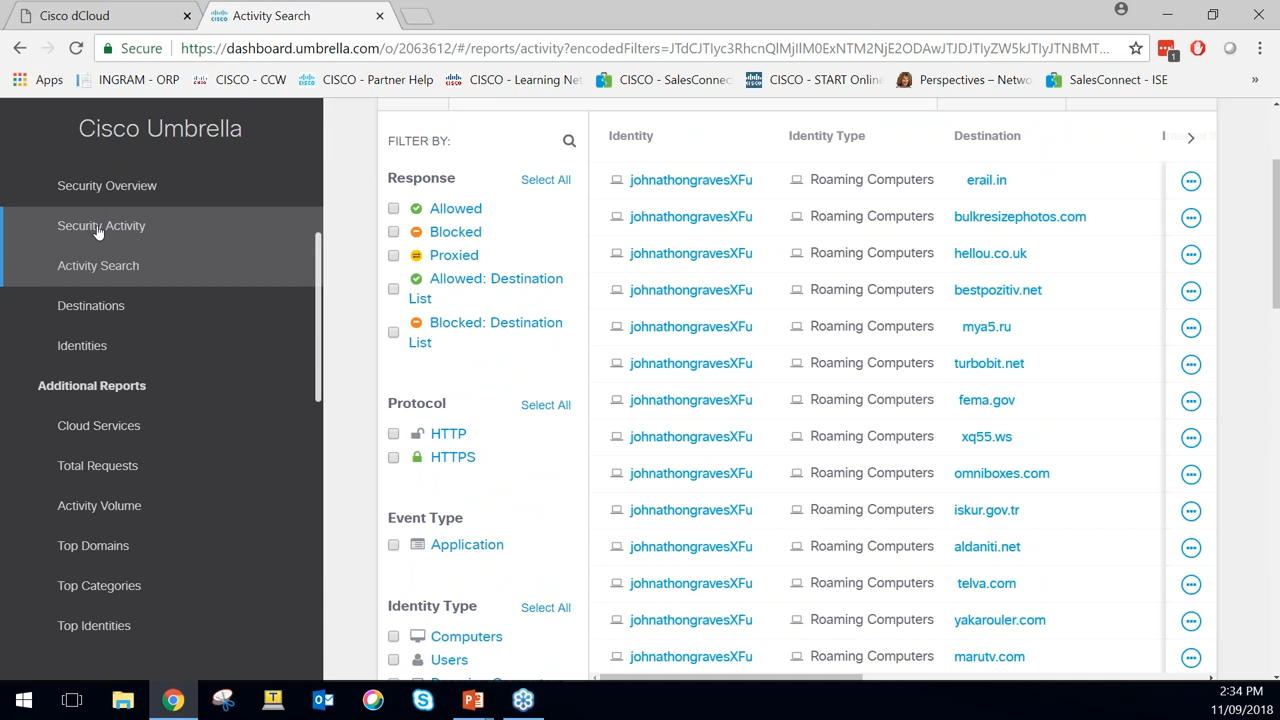 Cisco dCloud
Activity Search
Secure
https://dashboard.umbrella.com/o/2063612/#/reports/activity?encodedFilters=JTdCJTIyc3RhcnQlMjIlM0ExNTM2NjE2ODAwJTJDJTIyZW5kJTIyJTNBMT...
1
Apps
INGRAM - ORP
CISCO - CCW
CISCO - Partner Help
CISCO - Learning Net
CISCO - SalesConnec
CISCO - START Onlin
Perspectives – Netwo
SalesConnect - ISE
Cisco Umbrella
Security Overview
Security Activity
Activity Search
Destinations
Identities
Additional Reports
Cloud Services
Total Requests
Activity Volume
Top Domains
Top Categories
Top Identities
FILTER BY:
Response Select All
Allowed
Blocked
Proxied
Allowed: Destination
List
Blocked: Destination
List
Protocol Select All
HTTP
HTTPS
Event Type
Application
Identity Type Select All
Computers
Users
Identity Identity Type Destination
johnathongravesXFu Roaming Computers erail.in
johnathongravesXFu Roaming Computers bulkresizephotos.com
johnathongravesXFu Roaming Computers hellou.co.uk
johnathongravesXFu Roaming Computers bestpozitiv.net
johnathongravesXFu Roaming Computers mya5.ru
johnathongravesXFu Roaming Computers turbobit.net
johnathongravesXFu Roaming Computers fema.gov
johnathongravesXFu Roaming Computers xq55.ws
johnathongravesXFu Roaming Computers omniboxes.com
johnathongravesXFu Roaming Computers iskur.gov.tr
johnathongravesXFu Roaming Computers aldaniti.net
johnathongravesXFu Roaming Computers telva.com
johnathongravesXFu Roaming Computers yakarouler.com
johnathongravesXFu Roaming Computers marutv.com
2:34 PM
11/09/2018